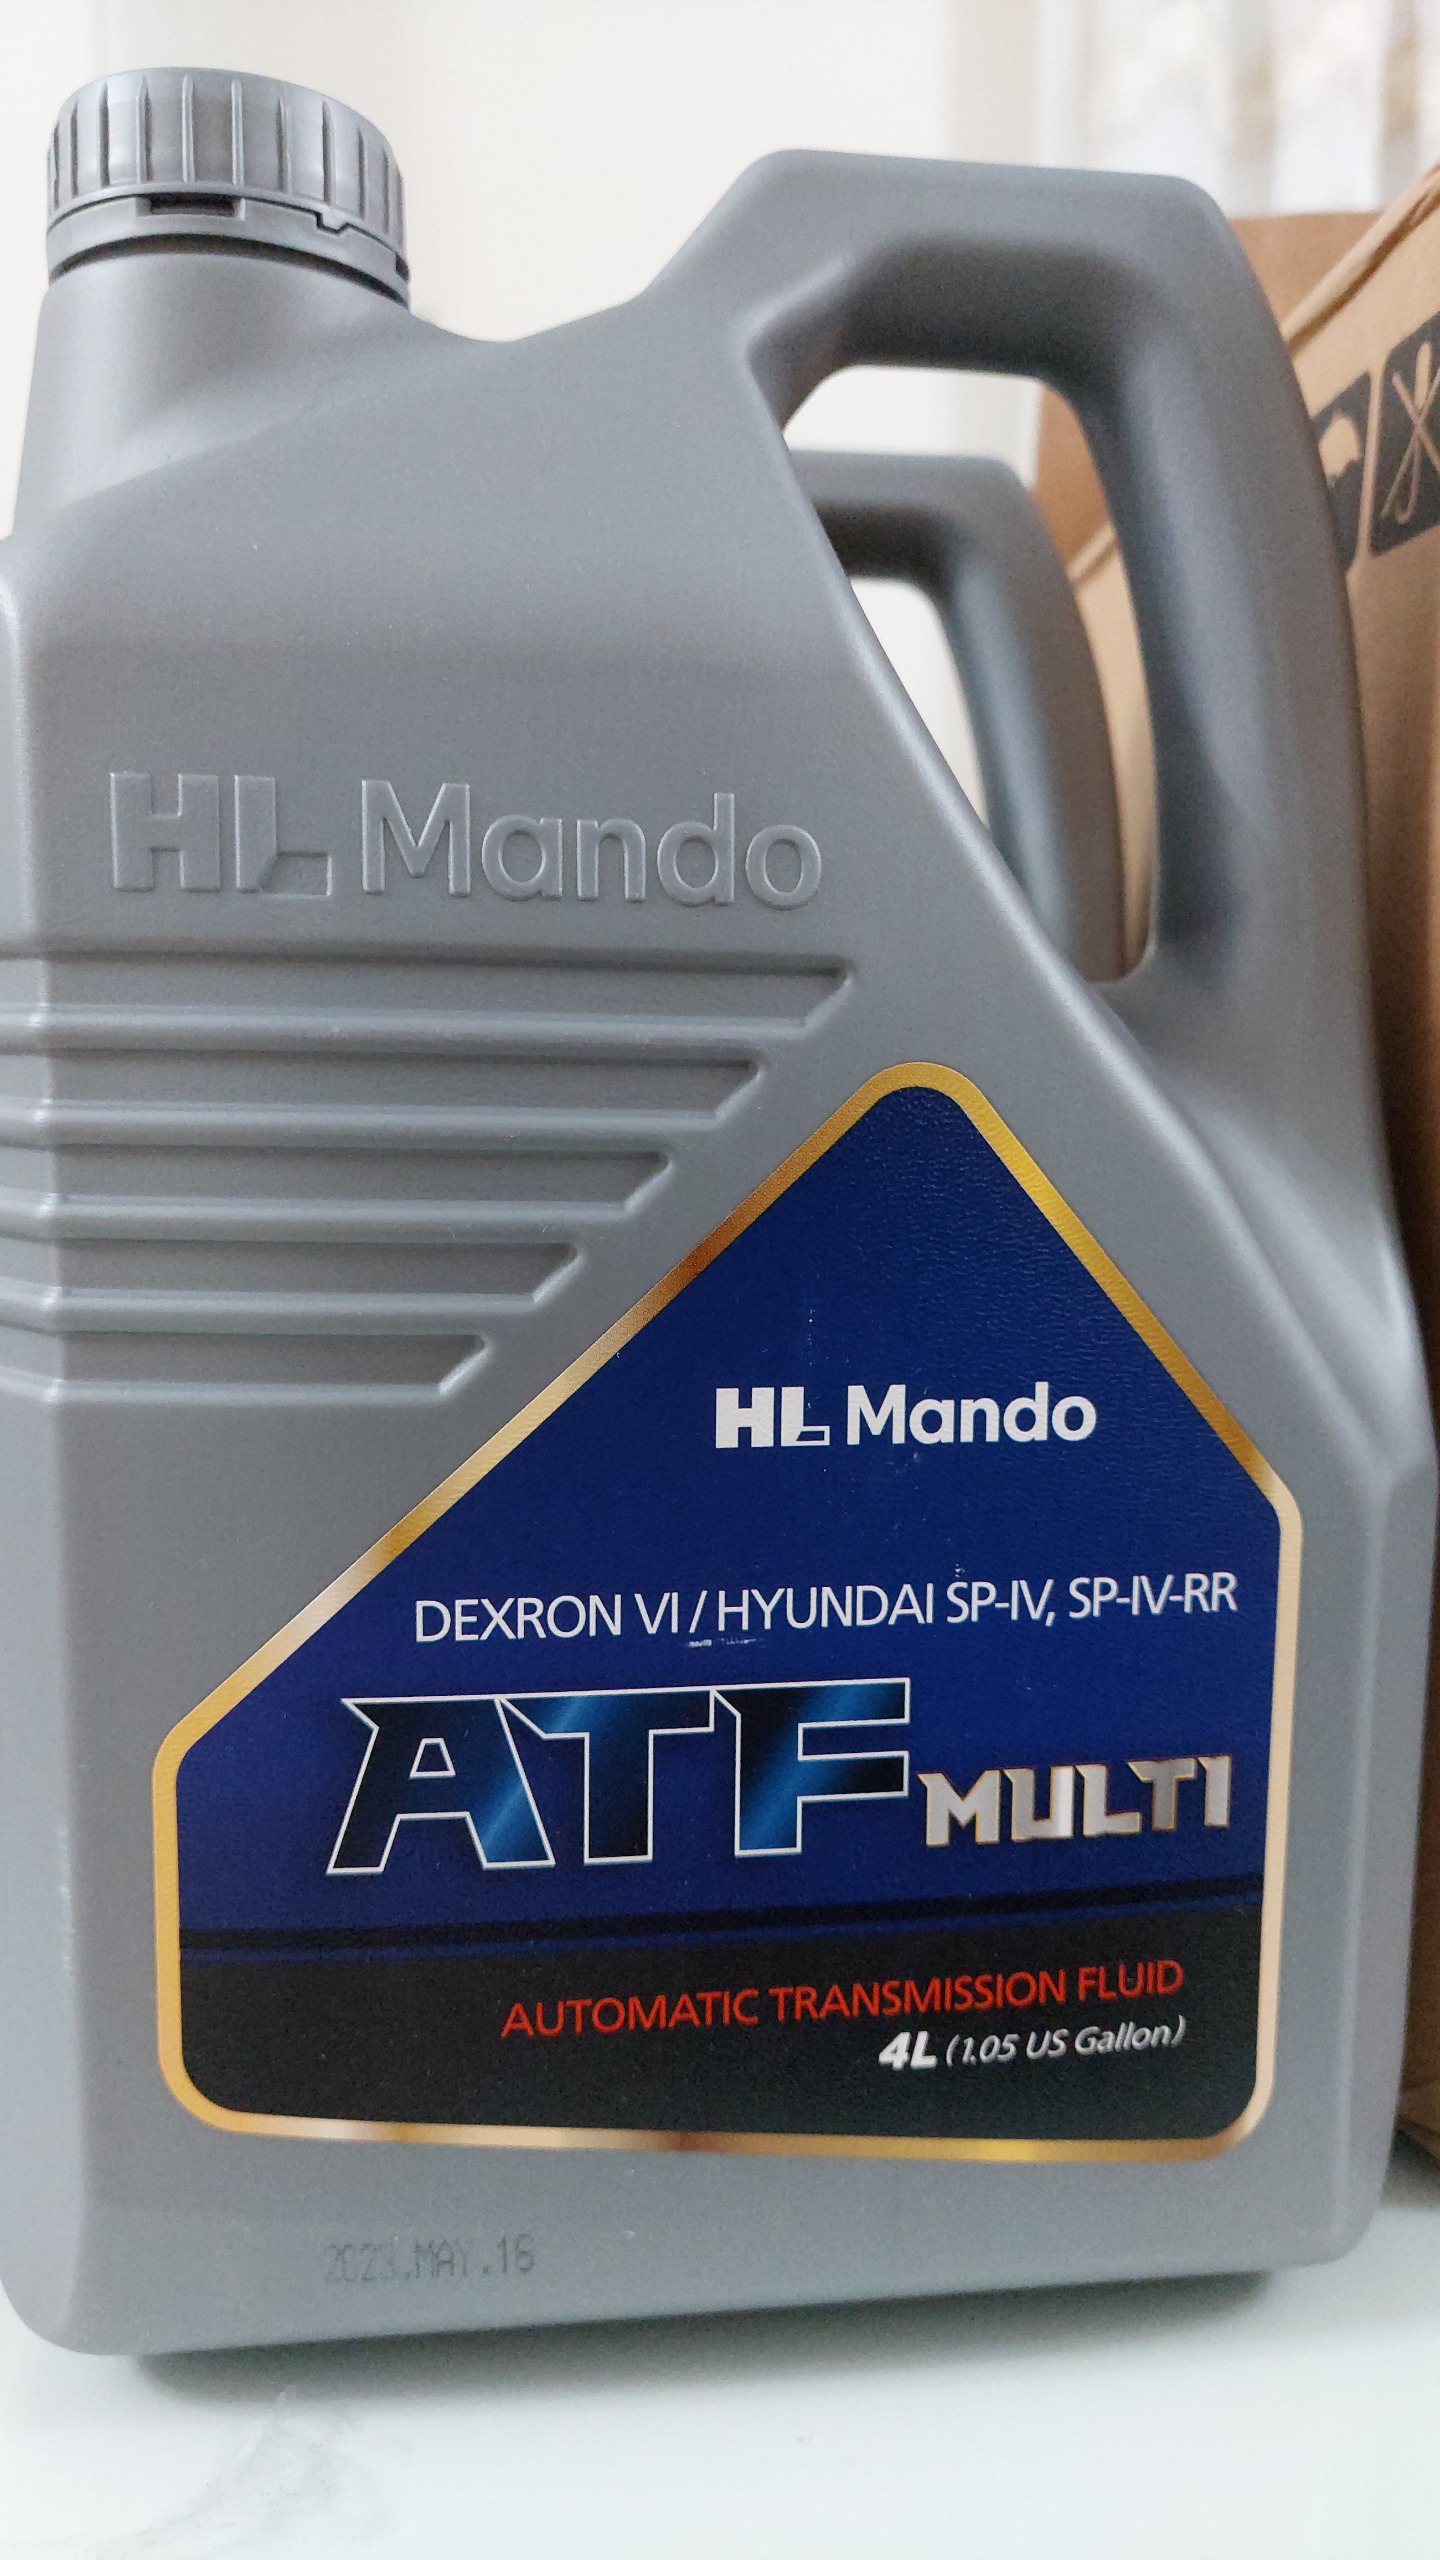 HL Mando
HL Mando
DEXRON VI / HYUNDAI SP-IV, SP-IV-RR
ATF MULTI
AUTOMATIC TRANSMISSION FLUID
4L (1.05 US Gallon)
2023.MAY.18